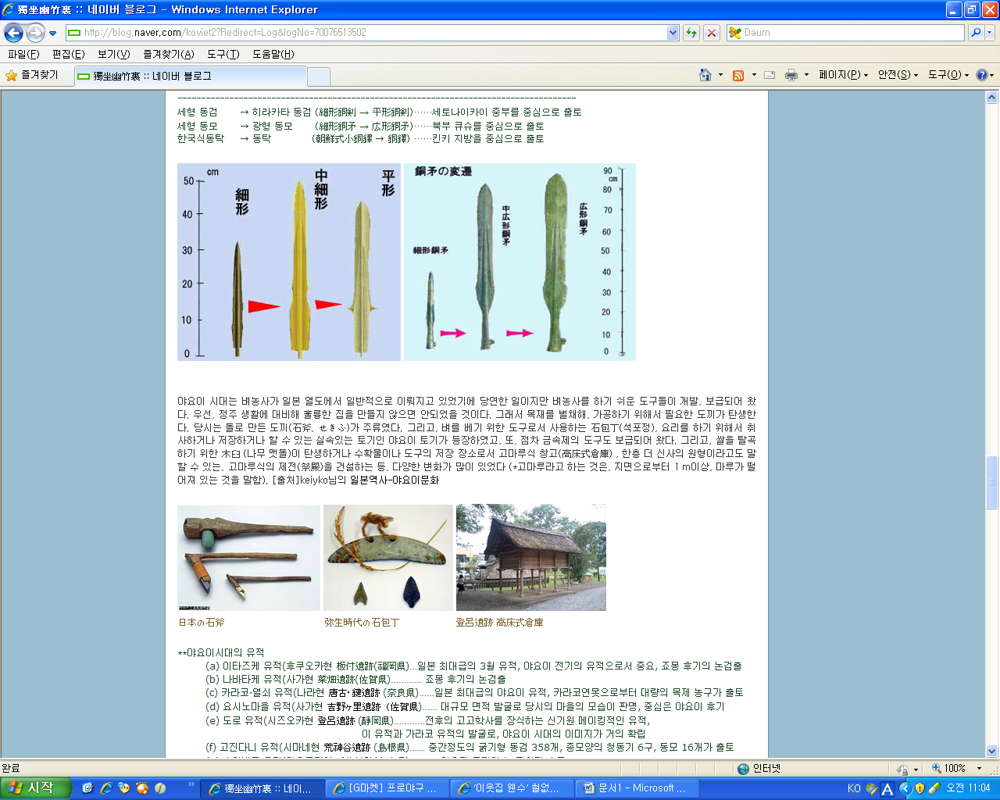 獨坐幽竹裏 :: 네이버 블로그 - Windows Internet Explorer
http://blog.naver.com/koviet2?Redirect=Log&logNo=70076513502
Daum
파일(F) 편집(E) 보기(V) 즐겨찾기(A) 도구(T) 도움말(H)
즐겨찾기
獨坐幽竹裏 :: 네이버 블로그
페이지(P) 안전(S) 도구(O)
세형 동검 → 히라카타 동검 (細形銅剣 → 平形銅剣)……세토나이카이 중부를 중심으로 출토
세형 동모 → 광형 동모 (細形銅矛 → 広形銅矛)……북부 큐슈를 중심으로 출토
한국식동탁 → 동탁 (朝鮮式小銅鐸 → 銅鐸) ……킨키 지방을 중심으로 출토
cm
50
40
30
20
10
0
細形
中細形
平形
銅矛の変遷
細形銅矛
中広形銅矛
広形銅矛
90
cm
80
70
60
50
40
30
20
10
0
야요이 시대는 벼농사가 일본 열도에서 일반적으로 이뤄지고 있었기에 당연한 일이지만 벼농사를 하기 쉬운 도구들이 개발, 보급되어 왔
다. 우선, 정주 생활에 대비해 훌륭한 집을 만들지 않으면 안되었을 것이다. 그래서 목재를 벌채해, 가공하기 위해서 필요한 도끼가 탄생한
다. 당시는 돌로 만든 도끼(石斧, せきふ)가 주류였다. 그리고, 벼를 베기 위한 도구로서 사용하는 石包丁(석포정), 요리를 하기 위해서 취
사하거나 저장하거나 할 수 있는 실속있는 토기인 야요이 토기가 등장하였고, 또, 점차 금속제의 도구도 보급되어 왔다. 그리고, 쌀을 탈곡
하기 위한 木臼(나무 맷돌)이 탄생하거나 수확물이나 도구의 저장 장소로서 고마루식 창고(高床式倉庫) , 한층 더 신사의 원형이라고도 말
할 수 있는, 고마루식의 제전(祭殿)을 건설하는 등, 다양한 변화가 많이 있었다 (*고마루라고 하는 것은, 지면으로부터 1 m이상, 마루가 떨
어져 있는 것을 말함). [출처]keiyko님의 일본역사-야요이문화
日本の石斧
弥生時代の石包丁
登呂遺跡 高床式倉庫
**야요이시대의 유적
(a) 이타즈케 유적(후쿠오카현 板付遺跡(福岡県)…일본 최대급의 3월 유적, 야요이 전기의 유적으로서 중요, 죠몽 후기의 논검출
(b) 나바타케 유적(사가현 菜畑遺跡(佐賀県)………… 죠몽 후기의 논검출
(c) 카라코·열쇠 유적(나라현 唐古･鍵遺跡 (奈良県)……일본 최대급의 야요이 유적, 카라코연못으로부터 대량의 목제 농구가 출토
(d) 요시노마을 유적(사가현 吉野ヶ里遺跡 (佐賀県)…… 대규모 면적 발굴로 당시의 마을의 모습이 판명, 중심은 야요이 후기
(e) 도로 유적(시즈오카현 登呂遺跡 (静岡県)…………전후의 고고학사를 장식하는 신기원 메이킹적인 유적,
이 유적과 가라코 유적의 발굴로, 야요이 시대의 이미지가 거의 확립
(f) 고진다니 유적(시마네현 荒神谷遺跡 (島根県)…… 중간정도의 굵기형 동검 358개, 종모양의 청동기 6구, 동모 16개가 출토
완료
인터넷
100%
시작
獨坐幽竹裏 :: 네이...
[G마켓] 프로야구 ...
‘이웃집 웬수’ 철없...
문서1 - Microsoft ...
KO
A
오전 11:04